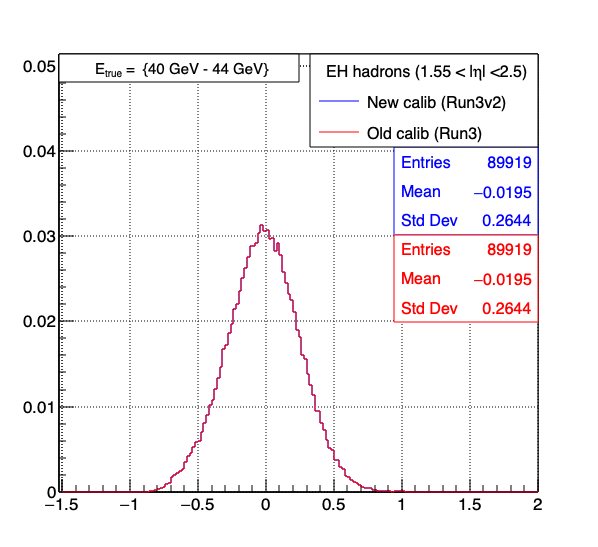 E_true = {40 GeV - 44 GeV}
EH hadrons (1.55 < |η| <2.5)
New calib (Run3v2)
Old calib (Run3)
Entries 89919
Mean −0.0195
Std Dev 0.2644
Entries 89919
Mean −0.0195
Std Dev 0.2644
0.05
0.04
0.03
0.02
0.01
0
−1.5 −1 −0.5 0 0.5 1 1.5 2